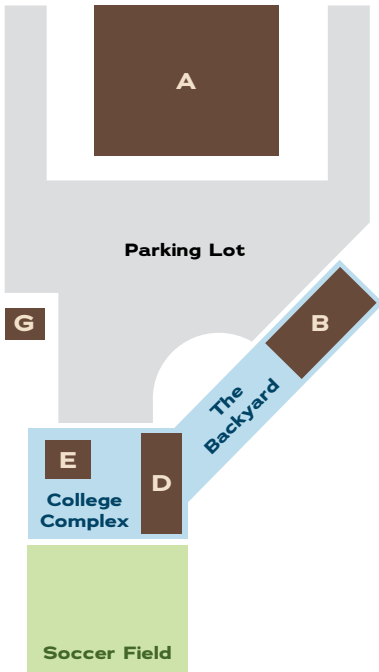 A
Parking Lot
G
B
The
Backyard
E
D
College
Complex
Soccer Field